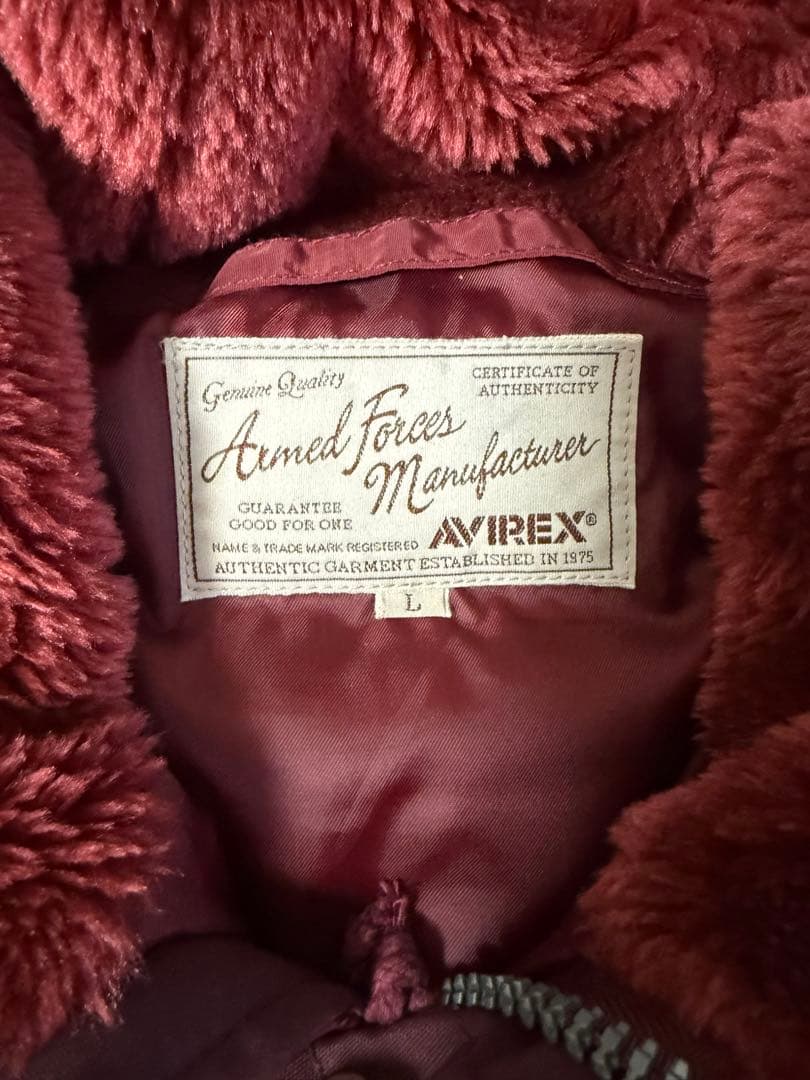 Genuine Quality
CERTIFICATE OF
AUTHENTICITY
Armed Forces
Manufacturer
GUARANTEE
GOOD FOR ONE
NAME & TRADE MARK REGISTERED
AVIREX®
AUTHENTIC GARMENT ESTABLISHED IN 1975
L